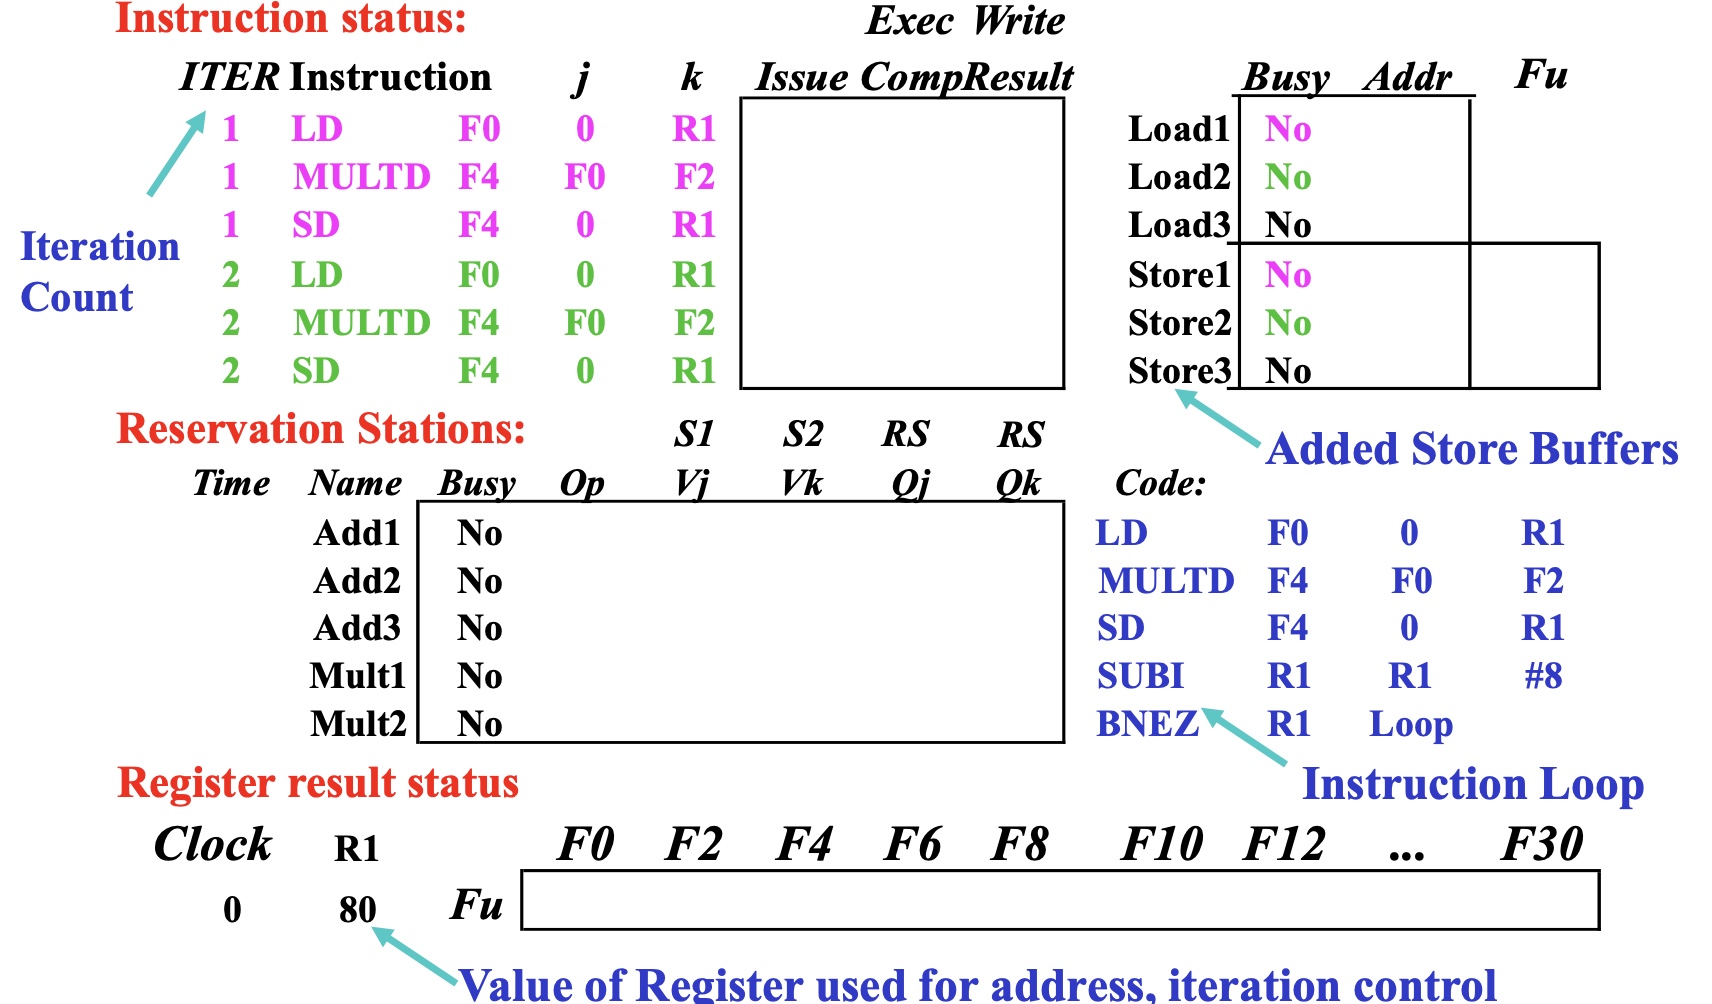 Instruction status: Exec Write
ITER Instruction j k Issue Comp Result Busy Addr Fu
1 LD F0 0 R1 Load1 No
1 MULTD F4 F0 F2 Load2 No
1 SD F4 0 R1 Load3 No
Iteration Count
2 LD F0 0 R1 Store1 No
2 MULTD F4 F0 F2 Store2 No
2 SD F4 0 R1 Store3 No
Added Store Buffers
Reservation Stations: S1 S2 RS RS
Time Name Busy Op Vj Vk Qj Qk Code:
Add1 No LD F0 0 R1
Add2 No MULTD F4 F0 F2
Add3 No SD F4 0 R1
Mult1 No SUBI R1 R1 #8
Mult2 No BNEZ R1 Loop
Instruction Loop
Register result status
Clock R1 F0 F2 F4 F6 F8 F10 F12 ... F30
0 80 Fu
Value of Register used for address, iteration control